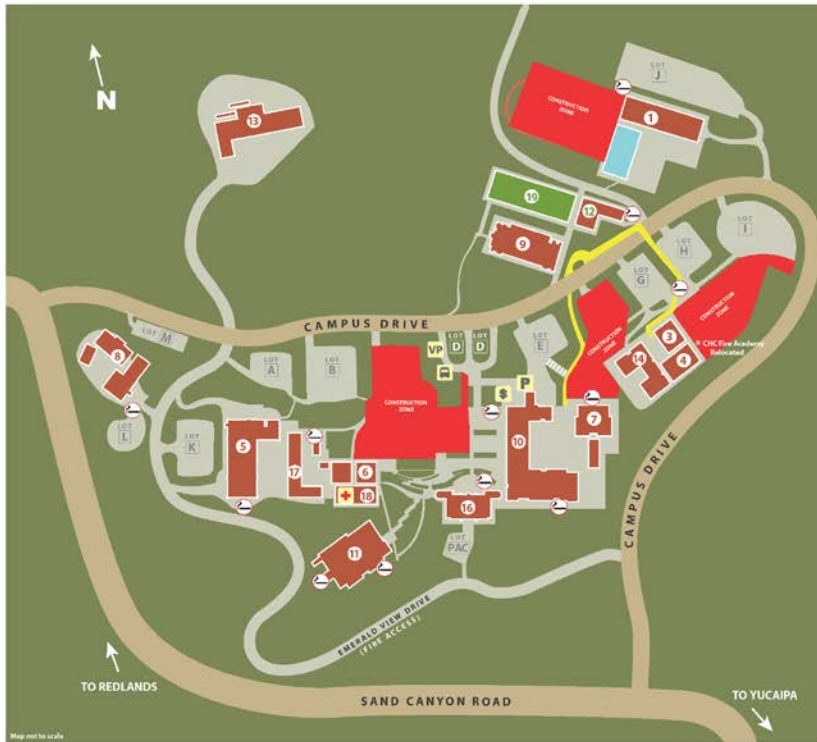 LOT
J
N
CONSTRUCTION
ZONE
1
13
19
12
9
LOT
I
LOT
H
LOT
G
CONSTRUCTION
ZONE
CAMPUS DRIVE
LOT
M
VP
LOT
D
LOT
D
LOT
E
CONSTRUCTION
ZONE
3
® CHC Fire Academy
Relocated
14
4
8
LOT
A
LOT
B
P
CONSTRUCTION
ZONE
7
LOT
L
LOT
K
5
17
10
6
18
16
11
LOT
PAC
CAMPUS DRIVE
EMERALD VIEW DRIVE
(FIRE ACCESS)
TO REDLANDS
SAND CANYON ROAD
TO YUCAIPA
Map not to scale